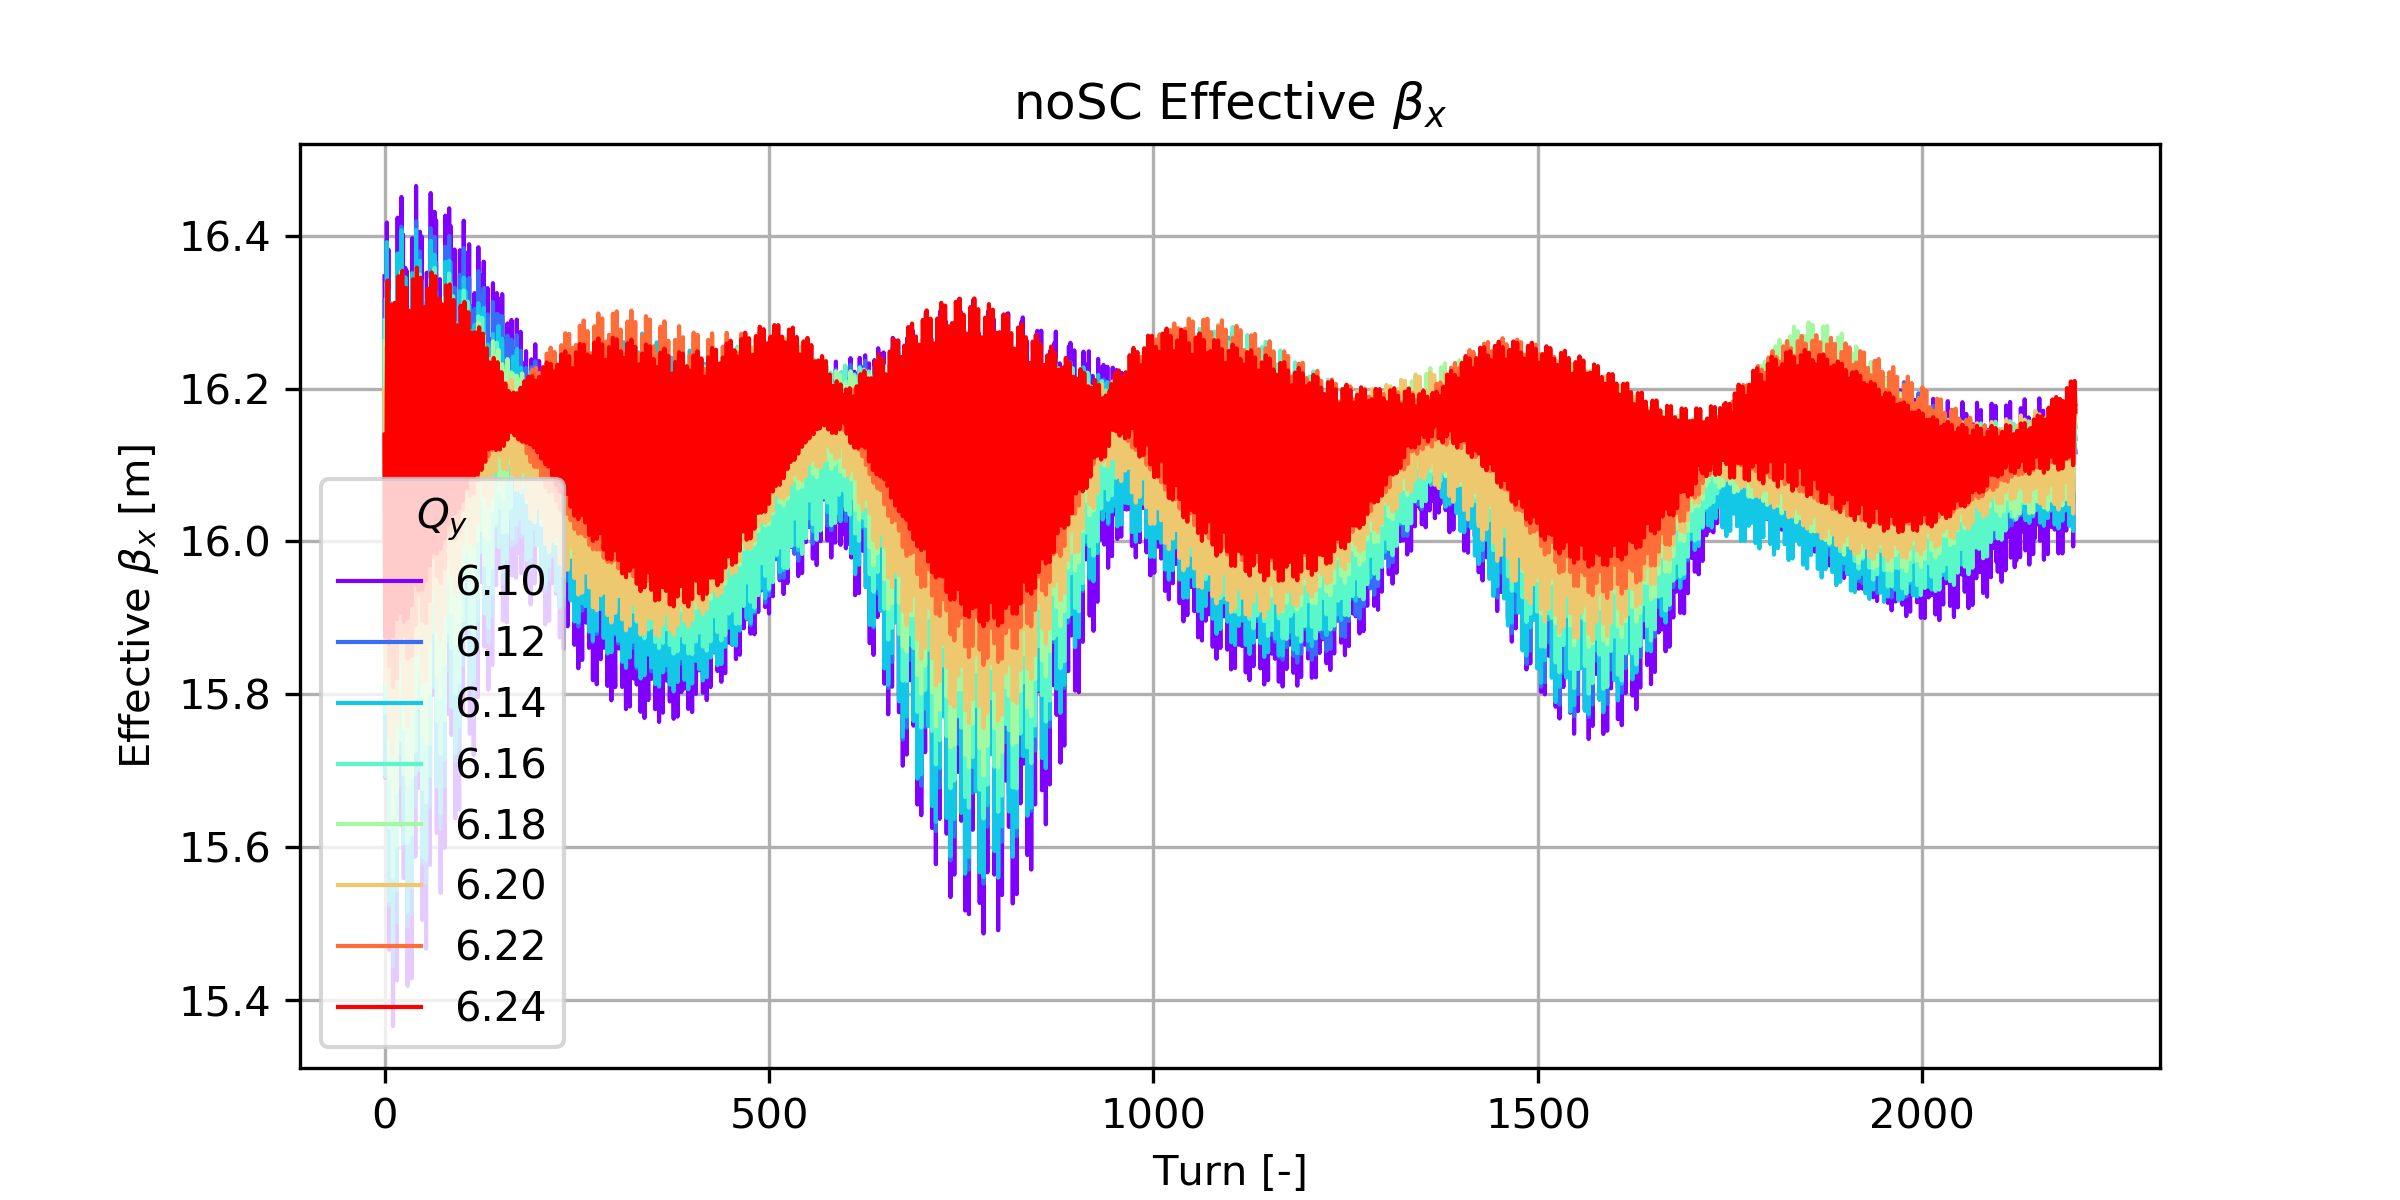 noSC Effective βx
Effective βx [m]
16.4
16.2
16.0
15.8
15.6
15.4
Qy
6.10
6.12
6.14
6.16
6.18
6.20
6.22
6.24
0 500 1000 1500 2000
Turn [-]